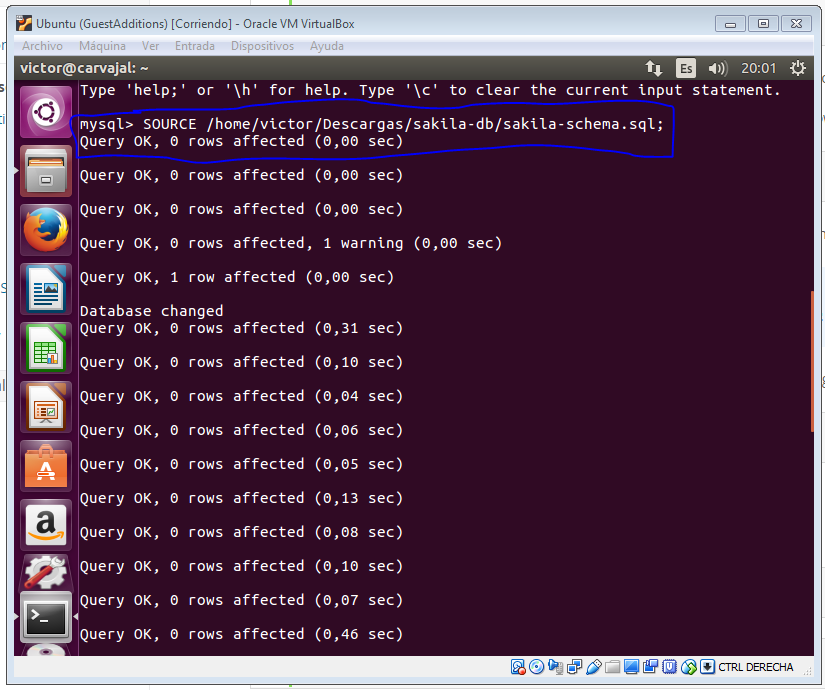 Ubuntu (GuestAdditions) [Corriendo] - Oracle VM VirtualBox
Archivo Máquina Ver Entrada Dispositivos Ayuda
victor@carvajal: ~ Es 20:01
Type 'help;' or '\h' for help. Type '\c' to clear the current input statement.
mysql> SOURCE /home/victor/Descargas/sakila-db/sakila-schema.sql;
Query OK, 0 rows affected (0,00 sec)
Query OK, 0 rows affected (0,00 sec)
Query OK, 0 rows affected (0,00 sec)
Query OK, 0 rows affected, 1 warning (0,00 sec)
Query OK, 1 row affected (0,00 sec)
Database changed
Query OK, 0 rows affected (0,31 sec)
Query OK, 0 rows affected (0,10 sec)
Query OK, 0 rows affected (0,04 sec)
Query OK, 0 rows affected (0,06 sec)
Query OK, 0 rows affected (0,05 sec)
Query OK, 0 rows affected (0,13 sec)
Query OK, 0 rows affected (0,08 sec)
Query OK, 0 rows affected (0,10 sec)
Query OK, 0 rows affected (0,07 sec)
Query OK, 0 rows affected (0,46 sec)
CTRL DERECHA